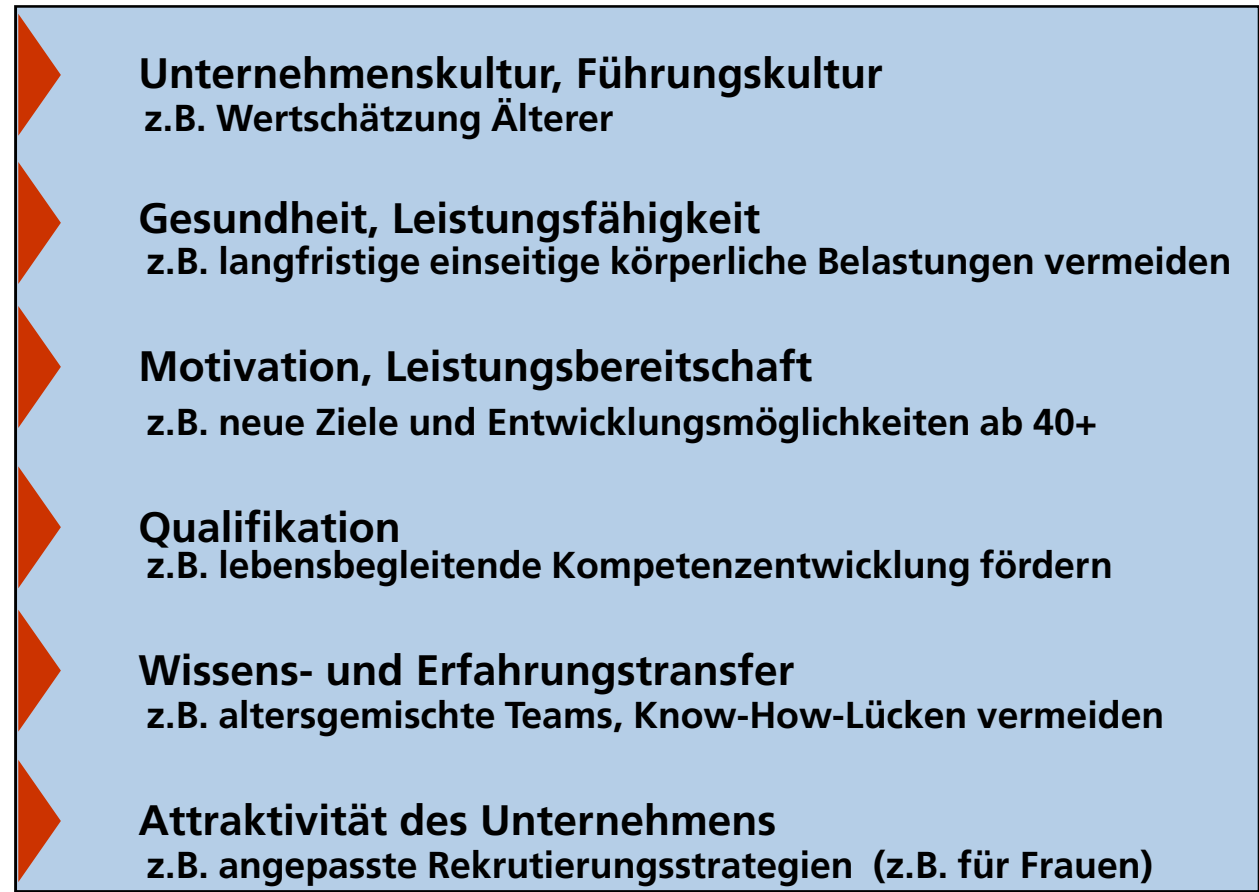 Unternehmenskultur, Führungskultur
z.B. Wertschätzung Älterer
Gesundheit, Leistungsfähigkeit
z.B. langfristige einseitige körperliche Belastungen vermeiden
Motivation, Leistungsbereitschaft
z.B. neue Ziele und Entwicklungsmöglichkeiten ab 40+
Qualifikation
z.B. lebensbegleitende Kompetenzentwicklung fördern
Wissens- und Erfahrungstransfer
z.B. altersgemischte Teams, Know-How-Lücken vermeiden
Attraktivität des Unternehmens
z.B. angepasste Rekrutierungsstrategien (z.B. für Frauen)